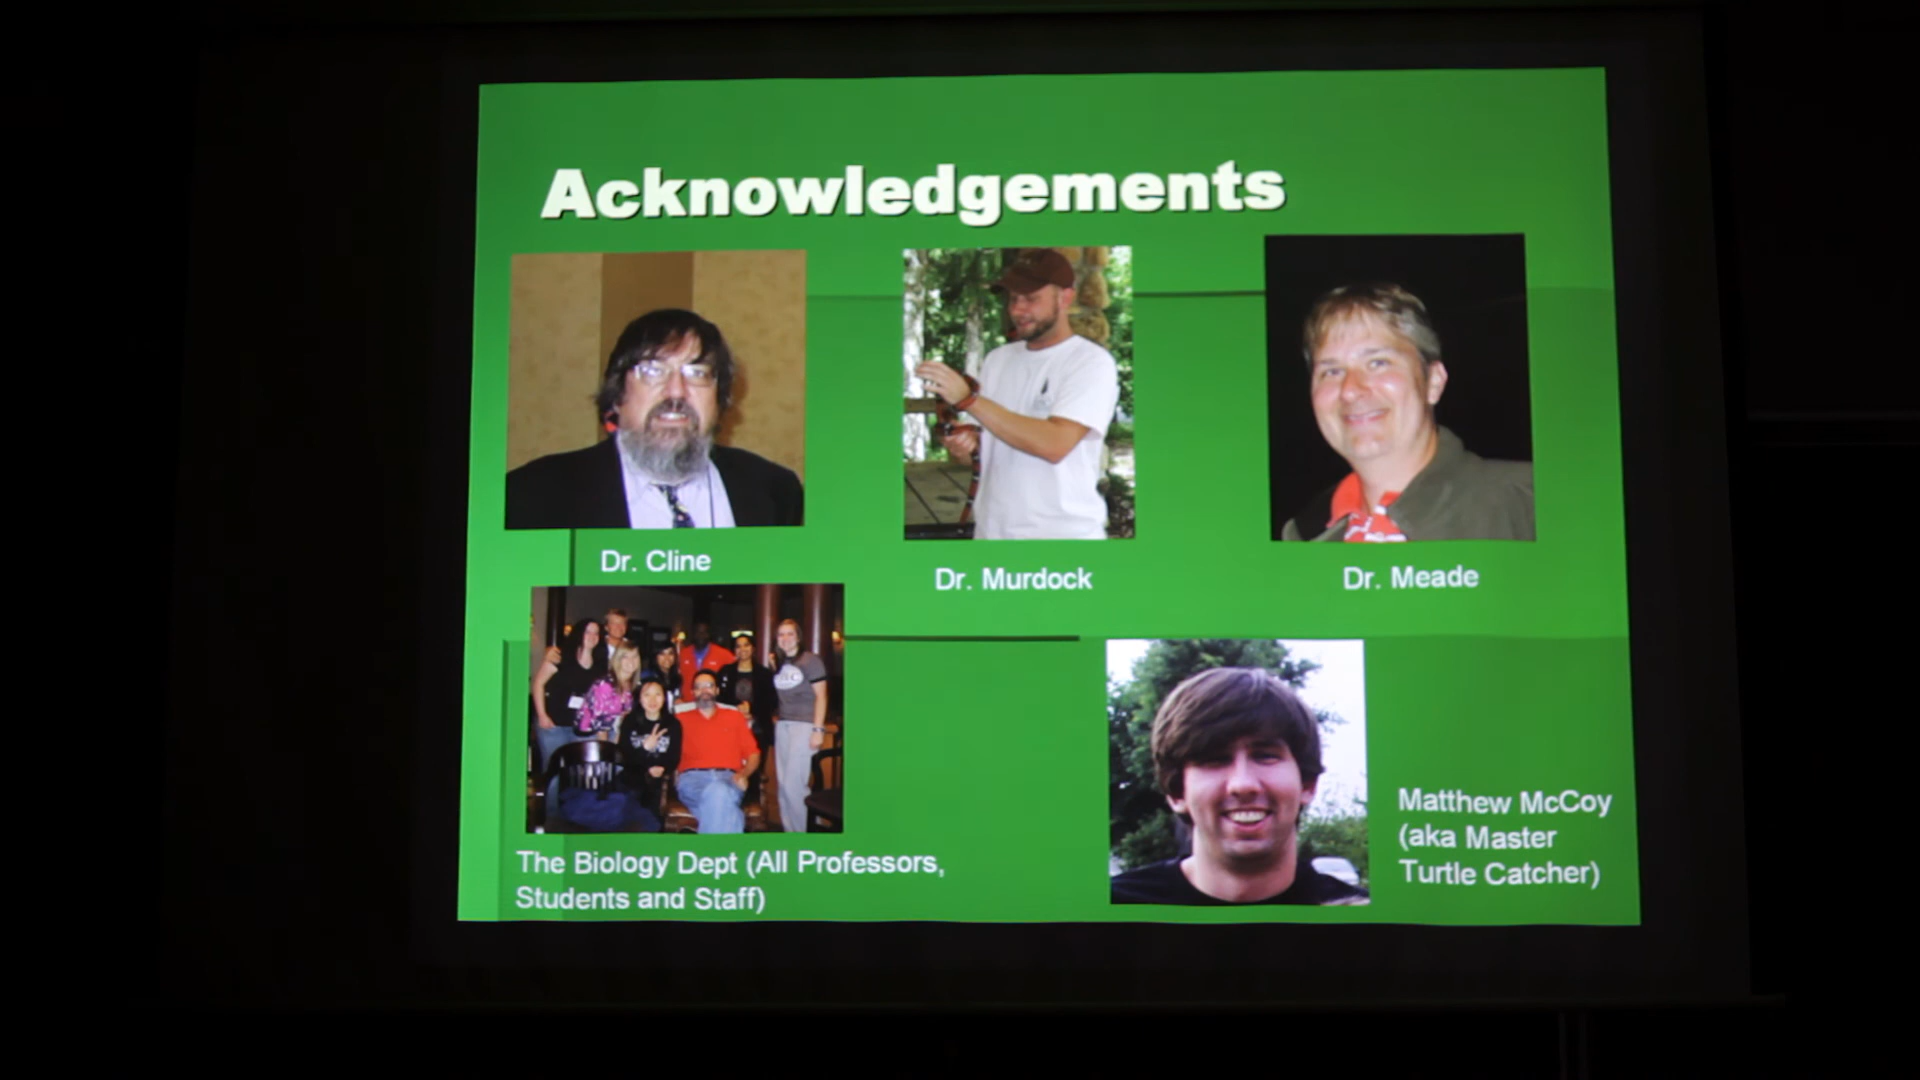 Acknowledgements
Dr. Cline
Dr. Murdock
Dr. Meade
The Biology Dept (All Professors,
Students and Staff)
Matthew McCoy
(aka Master
Turtle Catcher)